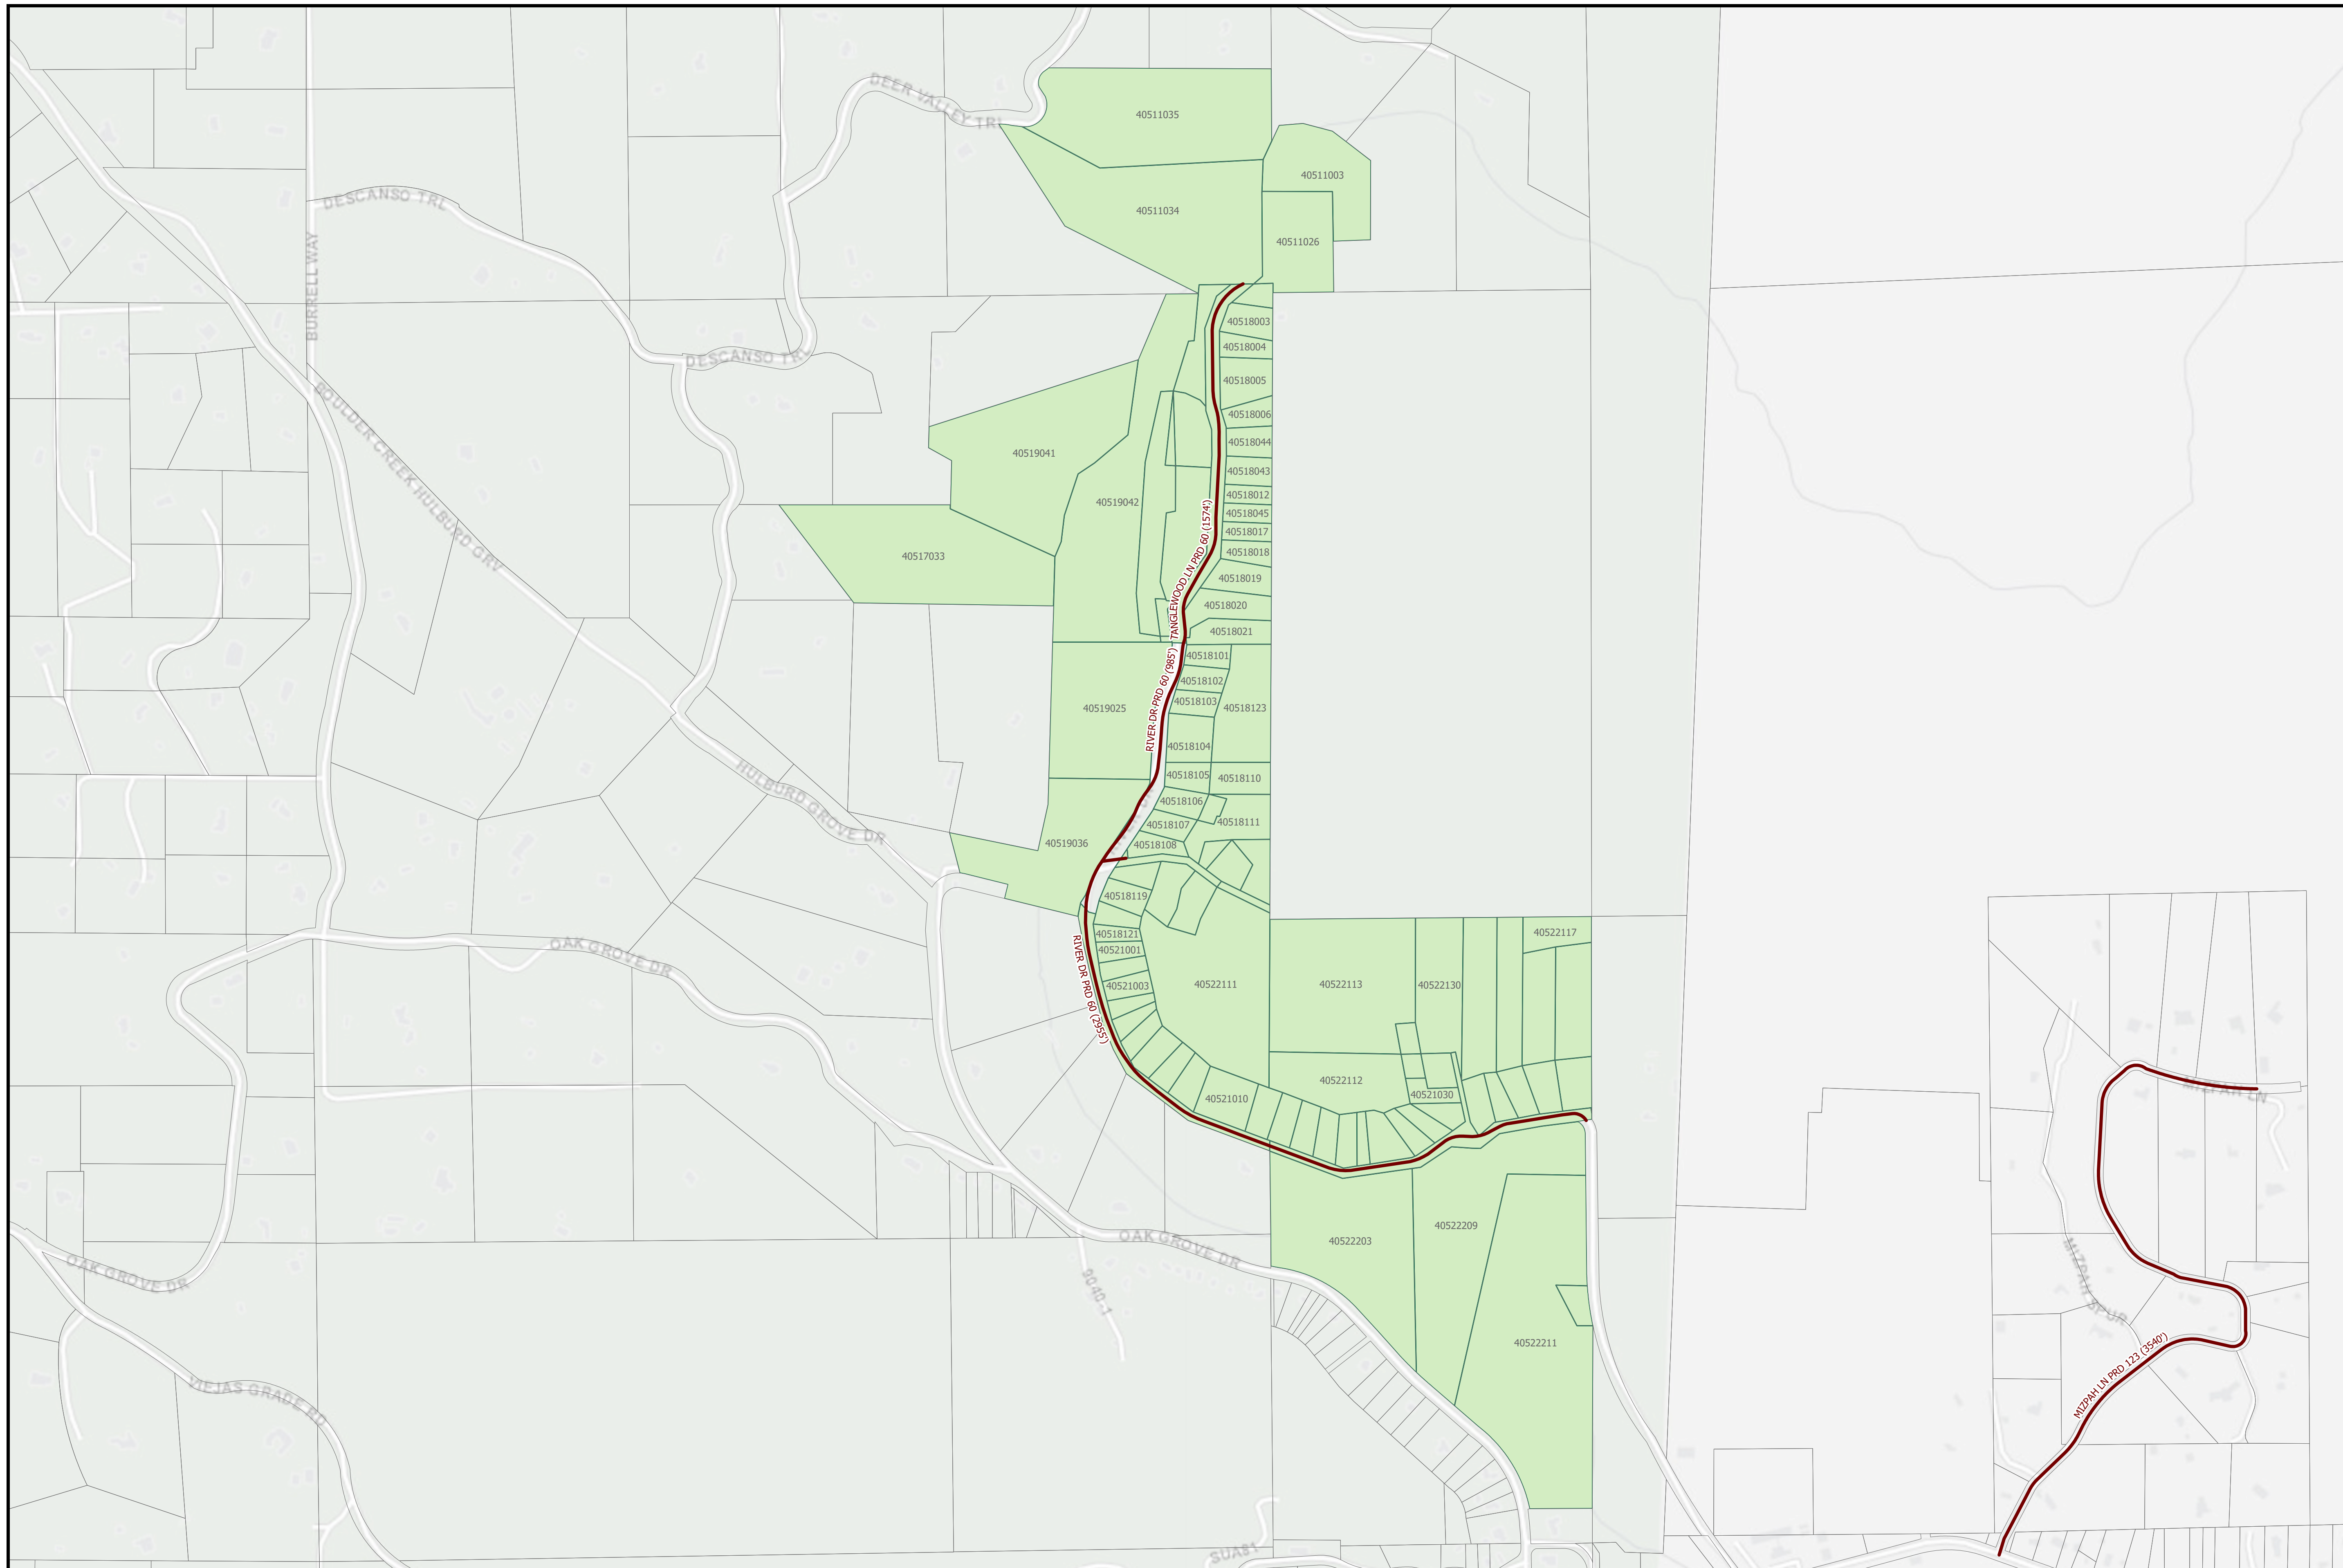 DEER VALLEY TRL
40511035
40511003
40511034
DESCANSO TRL
BURRELL WAY
40511026
40518003
40518004
DESCANSO TRL
40518005
BOULDER CREEK HULBURD GRV
40518006
40518044
40519041
40518043
40519042
40518012
40518045
TANGLEWOOD LN PRD 60 (1574')
40518017
40517033
40518018
40518019
40518020
40518021
40518101
40518102
RIVER DR PRD 60 (985')
40518103
40519025
40518123
40518104
HULBURD GROVE DR
40518105
40518110
40518106
40518111
40518107
40519036
40518108
40518119
40518121
40522117
OAK GROVE DR
40521001
RIVER DR PRD 60 (2955')
40521003
40522111
40522113
40522130
40522112
40521030
40521010
MIZPAH LN
40522209
40522203
OAK GROVE DR
OAK GROVE DR
9040-1
MIZPAH SPUR
40522211
MIZPAH LN PRD 123 (3540')
VIEJAS GRADE RD
SUA81